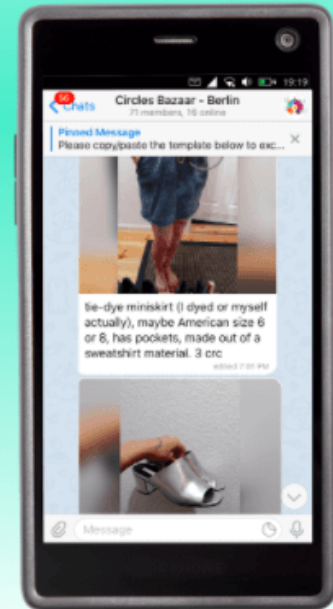 19:19
56
Chats
Circles Bazaar - Berlin
71 members, 16 online
Pinned Message
Please copy/paste the template below to exc...
tie-dye miniskirt (I dyed or myself
actually), maybe American size 6
or 8, has pockets, made out of a
sweatshirt material. 3 crc
edited 7:05 PM
Message